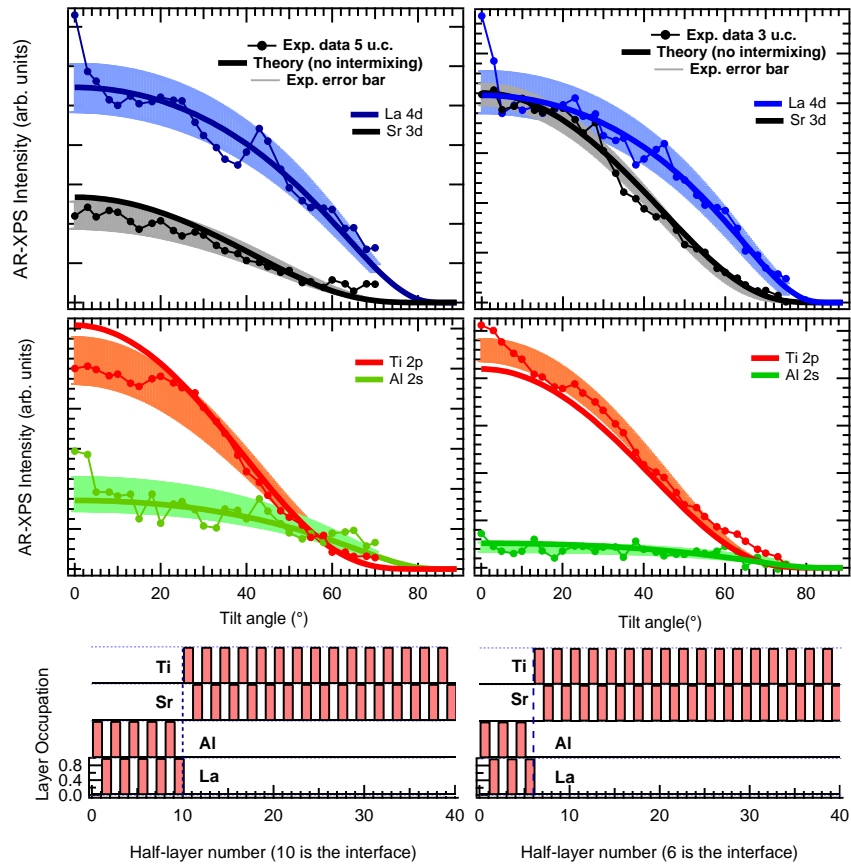 AR-XPS Intensity (arb. units)
Exp. data 5 u.c.
Theory (no intermixing)
Exp. error bar
La 4d
Sr 3d
Exp. data 3 u.c.
Theory (no intermixing)
Exp. error bar
La 4d
Sr 3d
AR-XPS Intensity (arb. units)
Ti 2p
Al 2s
Ti 2p
Al 2s
0 20 40 60 80
0 20 40 60 80
Tilt angle (°)
Tilt angle(°)
Layer Occupation
Ti
Sr
Al
La
0.8
0.4
0.0
0 10 20 30 40
Ti
Sr
Al
La
0 10 20 30 40
Half-layer number (10 is the interface)
Half-layer number (6 is the interface)